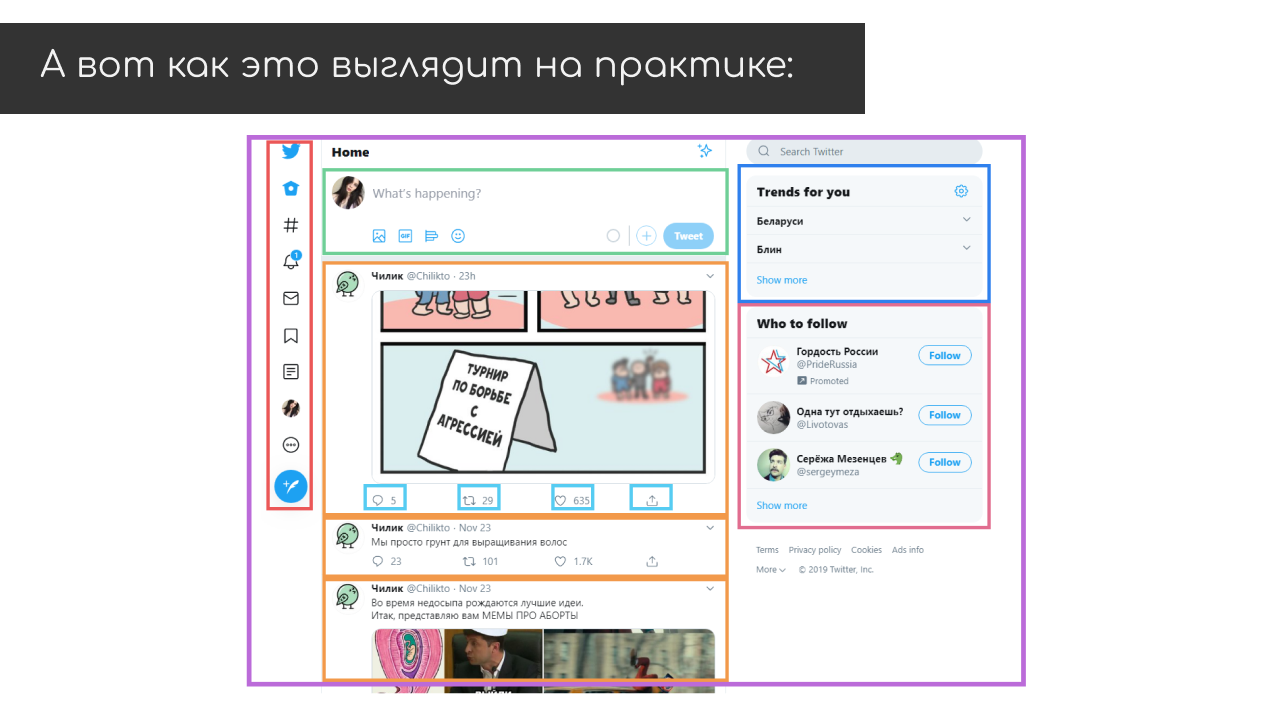 А вот как это выглядит на практике:
Home
Search Twitter
1
What's happening?
GIF
Tweet
Trends for you
Беларуси
Блин
Show more
Чилик @Chilikto · 23h
ТУРНИР
ПО БОРЬБЕ
С
АГРЕССИЕЙ
5 29 635
Who to follow
Гордость России
@PrideRussia
Promoted
Follow
Одна тут отдыхаешь?
@Livotovas
Follow
Серёжа Мезенцев
@sergeymeza
Follow
Show more
Чилик @Chilikto · Nov 23
Мы просто грунт для выращивания волос
23 101 1.7K
Terms Privacy policy Cookies Ads info
More © 2019 Twitter, Inc.
Чилик @Chilikto · Nov 23
Во время недосыпа рождаются лучшие идеи.
Итак, представляю вам МЕМЫ ПРО АБОРТЫ